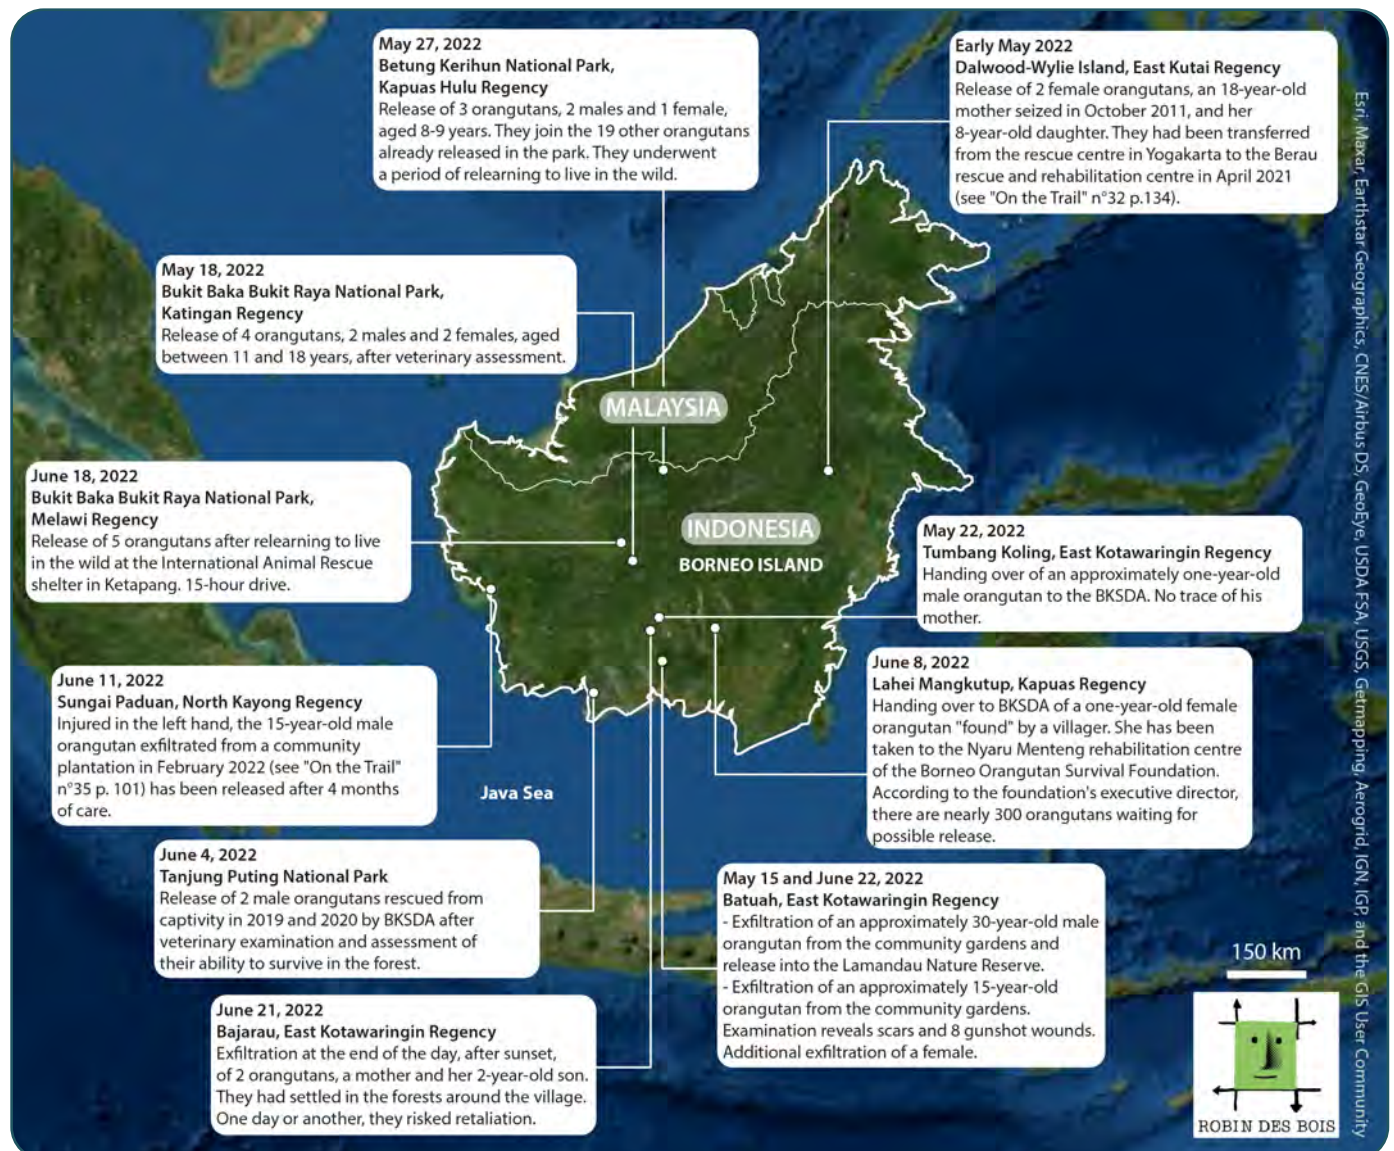 May 27, 2022
Betung Kerihun National Park,
Kapuas Hulu Regency
Release of 3 orangutans, 2 males and 1 female,
aged 8-9 years. They join the 19 other orangutans
already released in the park. They underwent
a period of relearning to live in the wild.
Early May 2022
Dalwood-Wylie Island, East Kutai Regency
Release of 2 female orangutans, an 18-year-old
mother seized in October 2011, and her
8-year-old daughter. They had been transferred
from the rescue centre in Yogakarta to the Berau
rescue and rehabilitation centre in April 2021
(see "On the Trail" n°32 p.134).
May 18, 2022
Bukit Baka Bukit Raya National Park,
Katingan Regency
Release of 4 orangutans, 2 males and 2 females, aged
between 11 and 18 years, after veterinary assessment.
MALAYSIA
June 18, 2022
Bukit Baka Bukit Raya National Park,
Melawi Regency
Release of 5 orangutans after relearning to live
in the wild at the International Animal Rescue
shelter in Ketapang. 15-hour drive.
INDONESIA
BORNEO ISLAND
May 22, 2022
Tumbang Koling, East Kotawaringin Regency
Handing over of an approximately one-year-old
male orangutan to the BKSDA. No trace of his
mother.
June 11, 2022
Sungai Paduan, North Kayong Regency
Injured in the left hand, the 15-year-old male
orangutan exfiltrated from a community
plantation in February 2022 (see "On the Trail"
n°35 p. 101) has been released after 4 months
of care.
June 8, 2022
Lahei Mangkutup, Kapuas Regency
Handing over to BKSDA of a one-year-old female
orangutan "found" by a villager. She has been
taken to the Nyaru Menteng rehabilitation centre
of the Borneo Orangutan Survival Foundation.
According to the foundation's executive director,
there are nearly 300 orangutans waiting for
possible release.
Java Sea
June 4, 2022
Tanjung Puting National Park
Release of 2 male orangutans rescued from
captivity in 2019 and 2020 by BKSDA after
veterinary examination and assessment of
their ability to survive in the forest.
May 15 and June 22, 2022
Batuah, East Kotawaringin Regency
- Exfiltration of an approximately 30-year-old male
orangutan from the community gardens and
release into the Lamandau Nature Reserve.
- Exfiltration of an approximately 15-year-old
orangutan from the community gardens.
Examination reveals scars and 8 gunshot wounds.
Additional exfiltration of a female.
June 21, 2022
Bajarau, East Kotawaringin Regency
Exfiltration at the end of the day, after sunset,
of 2 orangutans, a mother and her 2-year-old son.
They had settled in the forests around the village.
One day or another, they risked retaliation.
150 km
ROBIN DES BOIS
Esri, Maxar, Earthstar Geographics, CNES/Airbus DS, GeoEye, USDA FSA, USGS, Getmapping, Aerogrid, IGN, IGP, and the GIS User Community